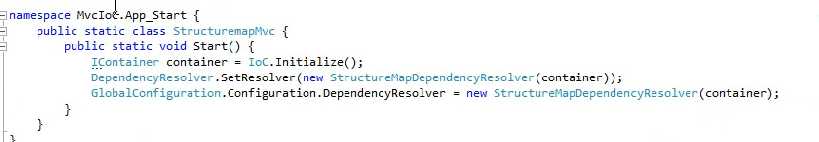 namespace MvcIoc.App_Start {
    public static class StructuremapMvc {
        public static void Start() {
            IContainer container = IoC.Initialize();
            DependencyResolver.SetResolver(new StructureMapDependencyResolver(container));
            GlobalConfiguration.Configuration.DependencyResolver = new StructureMapDependencyResolver(container);
        }
    }
}